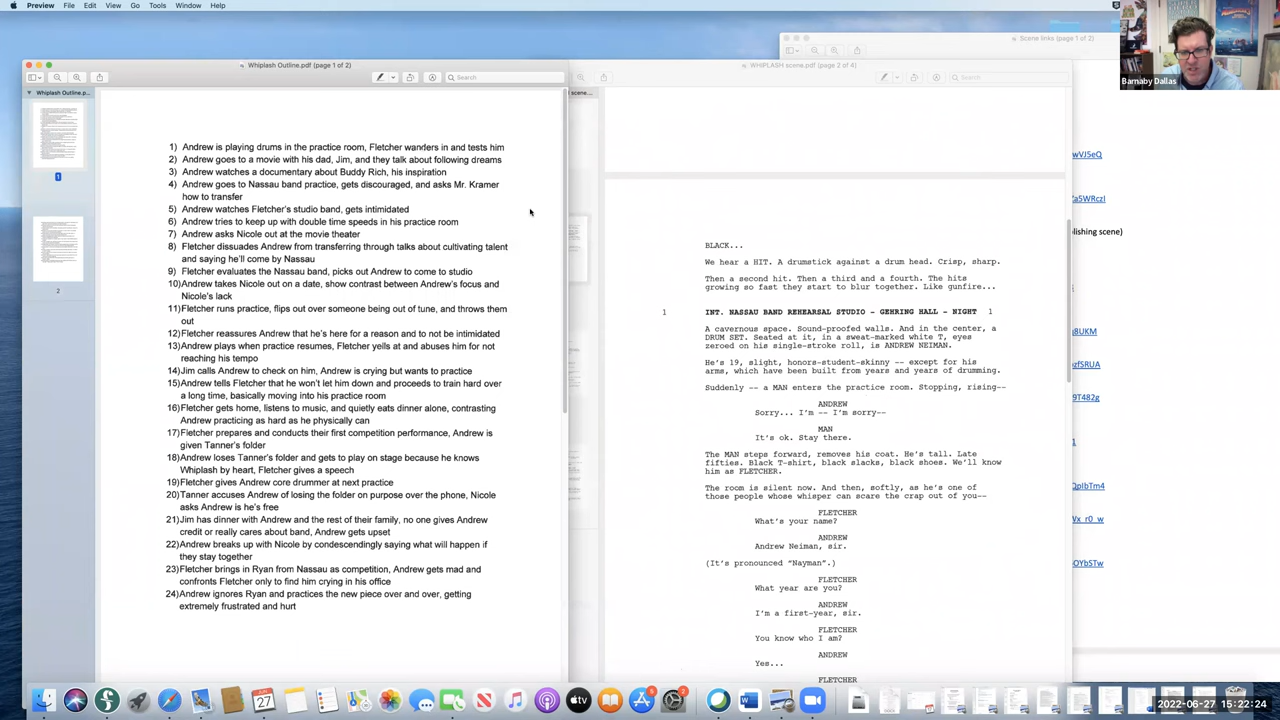 Preview File Edit View Go Tools Window Help
Scene links (page 1 of 2)
Barnaby Dallas
Whiplash Outline.pdf (page 1 of 2)
Search
WHIPLASH scene.pdf (page 2 of 4)
Search
Whiplash Outline.p...
scene...
1
2
1) Andrew is playing drums in the practice room, Fletcher wanders in and tests him
2) Andrew goes to a movie with his dad, Jim, and they talk about following dreams
3) Andrew watches a documentary about Buddy Rich, his inspiration
4) Andrew goes to Nassau band practice, gets discouraged, and asks Mr. Kramer
how to transfer
5) Andrew watches Fletcher's studio band, gets intimidated
6) Andrew tries to keep up with double time speeds in his practice room
7) Andrew asks Nicole out at the movie theater
8) Fletcher dissuades Andrew from transferring through talks about cultivating talent
and saying he'll come by Nassau
9) Fletcher evaluates the Nassau band, picks out Andrew to come to studio
10)Andrew takes Nicole out on a date, show contrast between Andrew's focus and
Nicole's lack
11)Fletcher runs practice, flips out over someone being out of tune, and throws them
out
12)Fletcher reassures Andrew that he's here for a reason and to not be intimidated
13)Andrew plays when practice resumes, Fletcher yells at and abuses him for not
reaching his tempo
14)Jim calls Andrew to check on him, Andrew is angry but wants to practice
15)Andrew tells Fletcher that he won't let him down and proceeds to train hard over
a long time, basically moving into his practice room
16)Fletcher gets home, listens to music, and quietly eats dinner alone, contrasting
Andrew practicing as hard as he physically can
17)Fletcher prepares and conducts their first competition performance, Andrew is
given Tanner's folder
18)Andrew loses Tanner's folder and gets to play on stage because he knows
Whiplash by heart, Fletcher gives a speech
19)Fletcher gives Andrew core drummer at next practice
20)Tanner accuses Andrew of losing the folder on purpose over the phone, Nicole
asks Andrew is he's free
21)Jim has dinner with Andrew and the rest of their family, no one gives Andrew
credit or really cares about band, Andrew gets upset
22)Andrew breaks up with Nicole by condescendingly saying what will happen if
they stay together
23)Fletcher brings in Ryan from Nassau as competition, Andrew gets mad and
confronts Fletcher only to find him crying in his office
24)Andrew ignores Ryan and practices the new piece over and over, getting
extremely frustrated and hurt
BLACK...
We hear a HIT. A drumstick against a drum head. Crisp, sharp.
Then a second hit. Then a third and a fourth. The hits
growing so fast they start to blur together. Like gunfire...
1 INT. NASSAU BAND REHEARSAL STUDIO - GEHRING HALL - NIGHT 1
A cavernous space. Sound-proofed walls. And in the center, a
DRUM SET. Seated at it, in a sweat-marked white T, eyes
zeroed on his single-stroke roll, is ANDREW NEIMAN.
He's 19, slight, honors-student-skinny -- except for his
arms, which have been built from years and years of drumming.
Suddenly -- a MAN enters the practice room. Stopping, rising--
ANDREW
Sorry... I'm -- I'm sorry--
MAN
It's ok. Stay there.
The MAN steps forward, removes his coat. He's tall. Late
fifties. Black T-shirt, black slacks, black shoes. We'll know
him as FLETCHER.
The room is silent now. And then, softly, as he's one of
those people whose whisper can scare the crap out of you--
FLETCHER
What's your name?
ANDREW
Andrew Neiman, sir.
(It's pronounced "Nayman".)
FLETCHER
What year are you?
ANDREW
I'm a first-year, sir.
FLETCHER
You know who I am?
ANDREW
Yes...
FLETCHER
wVJ5eQ
blishing scene)
g8UKM
zfSRUA
9T482g
1
Wx_r0_w
27
2022-06-27 15:22:24